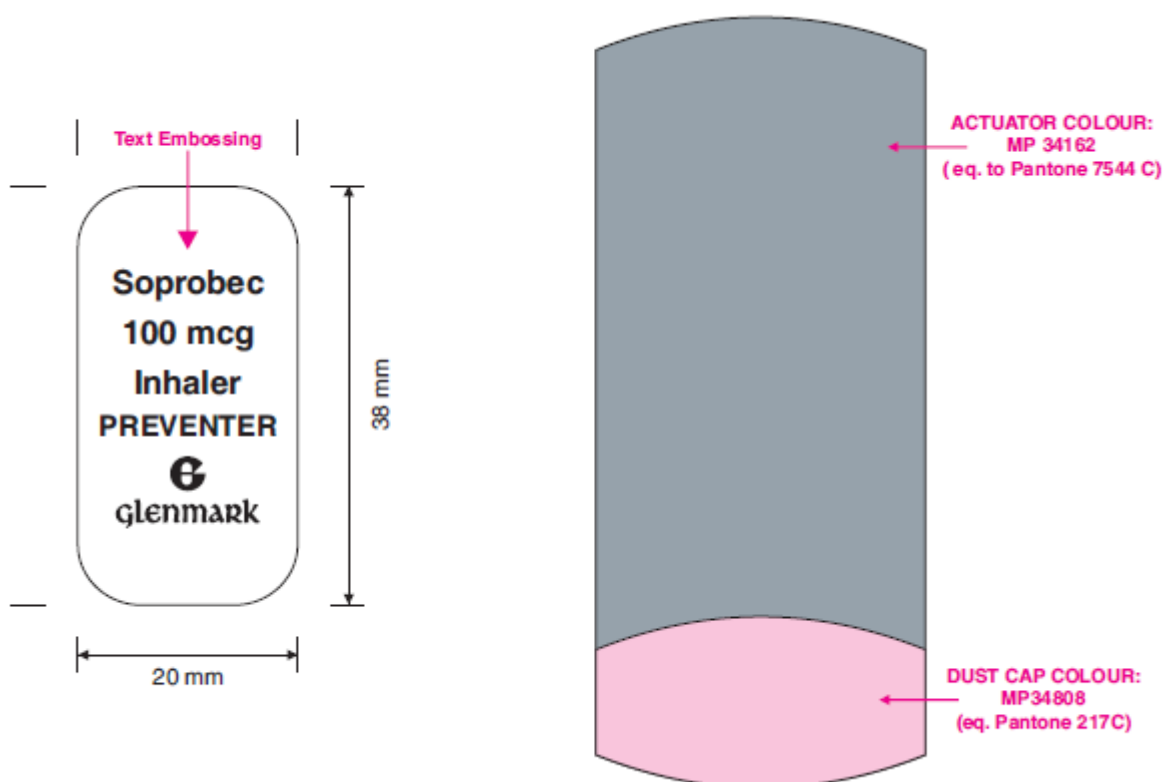 Text Embossing
Soprobec
100 mcg
Inhaler
PREVENTER
G
glenmark
38 mm
20 mm
ACTUATOR COLOUR:
MP 34162
( eq. to Pantone 7544 C)
DUST CAP COLOUR:
MP34808
(eq. Pantone 217C)